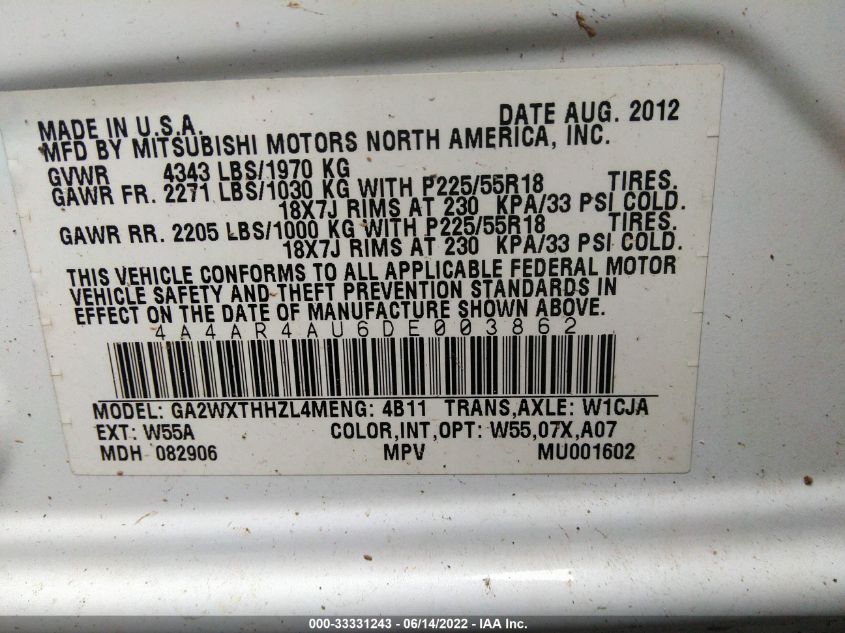 MADE IN U.S.A. DATE AUG. 2012
MFD BY MITSUBISHI MOTORS NORTH AMERICA, INC.
GVWR 4343 LBS/1970 KG
GAWR FR. 2271 LBS/1030 KG WITH P225/55R18 TIRES.
18X7J RIMS AT 230 KPA/33 PSI COLD.
GAWR RR. 2205 LBS/1000 KG WITH P225/55R18 TIRES.
18X7J RIMS AT 230 KPA/33 PSI COLD.
THIS VEHICLE CONFORMS TO ALL APPLICABLE FEDERAL MOTOR
VEHICLE SAFETY AND THEFT PREVENTION STANDARDS IN
EFFECT ON THE DATE OF MANUFACTURE SHOWN ABOVE.
4A4AR4AU6DE003862
MODEL: GA2WXTHHZL4MENG: 4B11 TRANS,AXLE: W1CJA
EXT: W55A COLOR,INT,OPT: W55,07X,A07
MDH 082906 MPV MU001602
000-33331243 - 06/14/2022 - IAA Inc.